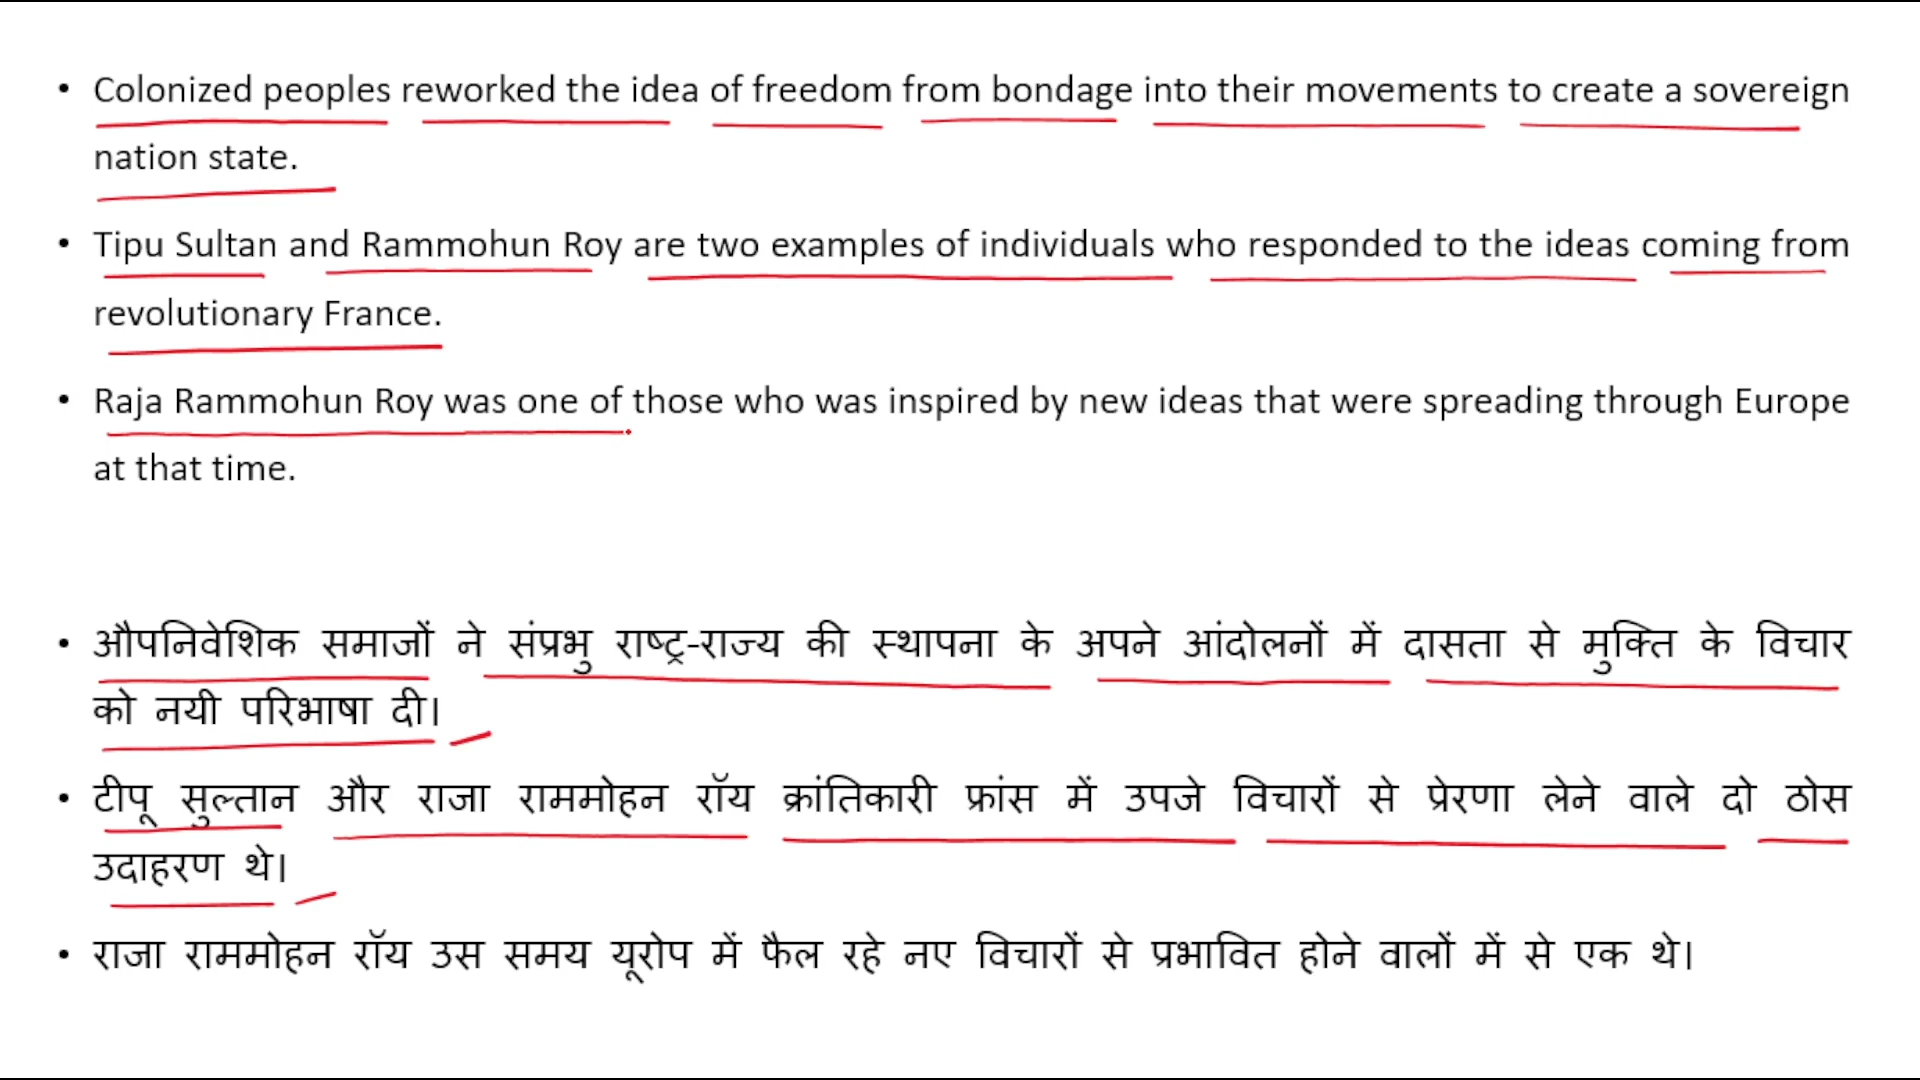 • Colonized peoples reworked the idea of freedom from bondage into their movements to create a sovereign
nation state.
• Tipu Sultan and Rammohun Roy are two examples of individuals who responded to the ideas coming from
revolutionary France.
• Raja Rammohun Roy was one of those who was inspired by new ideas that were spreading through Europe
at that time.
• औपनिवेशिक समाजों ने संप्रभु राष्ट्र-राज्य की स्थापना के अपने आंदोलनों में दासता से मुक्ति के विचार
को नयी परिभाषा दी।
• टीपू सुल्तान और राजा राममोहन रॉय क्रांतिकारी फ्रांस में उपजे विचारों से प्रेरणा लेने वाले दो ठोस
उदाहरण थे।
• राजा राममोहन रॉय उस समय यूरोप में फैल रहे नए विचारों से प्रभावित होने वालों में से एक थे।